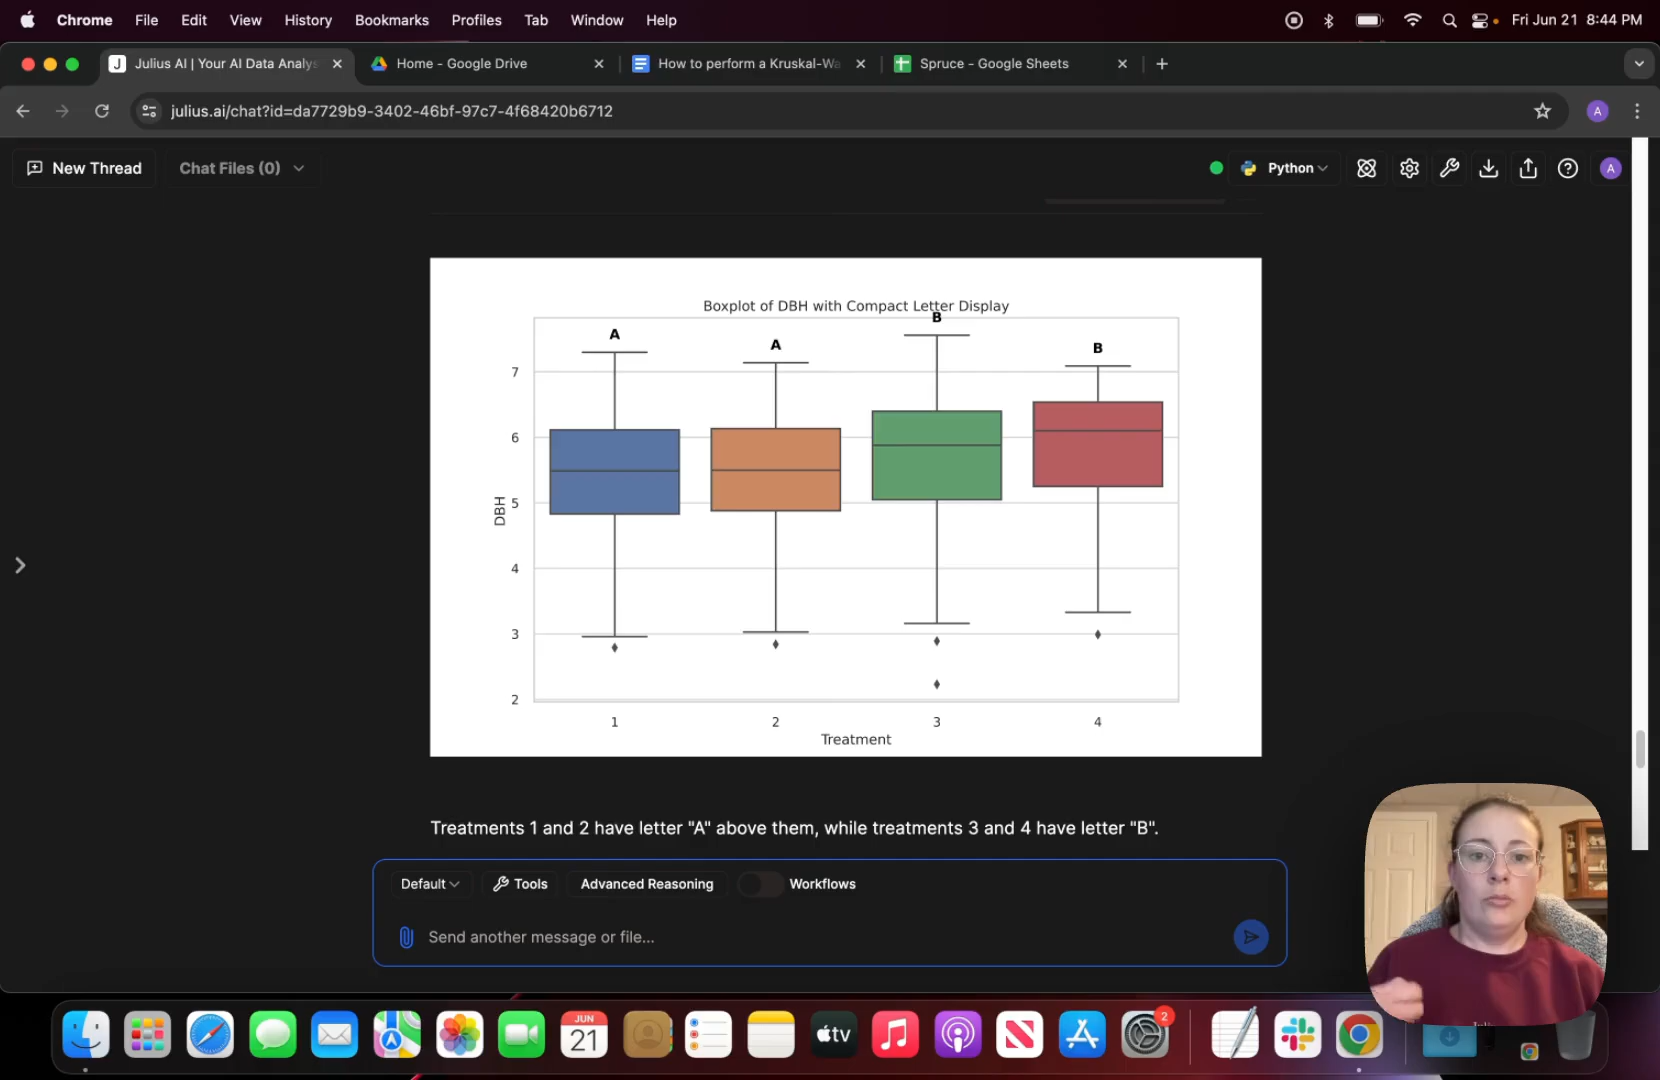 Chrome File Edit View History Bookmarks Profiles Tab Window Help Fri Jun 21 8:44 PM
Julius AI | Your AI Data Analys Home - Google Drive How to perform a Kruskal-Wa Spruce - Google Sheets
julius.ai/chat?id=da7729b9-3402-46bf-97c7-4f68420b6712 A
New Thread Chat Files (0) Python A
Boxplot of DBH with Compact Letter Display
A A B B
7
6
5
4
3
2
DBH
1 2 3 4
Treatment
Treatments 1 and 2 have letter "A" above them, while treatments 3 and 4 have letter "B".
Default Tools Advanced Reasoning Workflows
Send another message or file...
JUN
21
tv
2